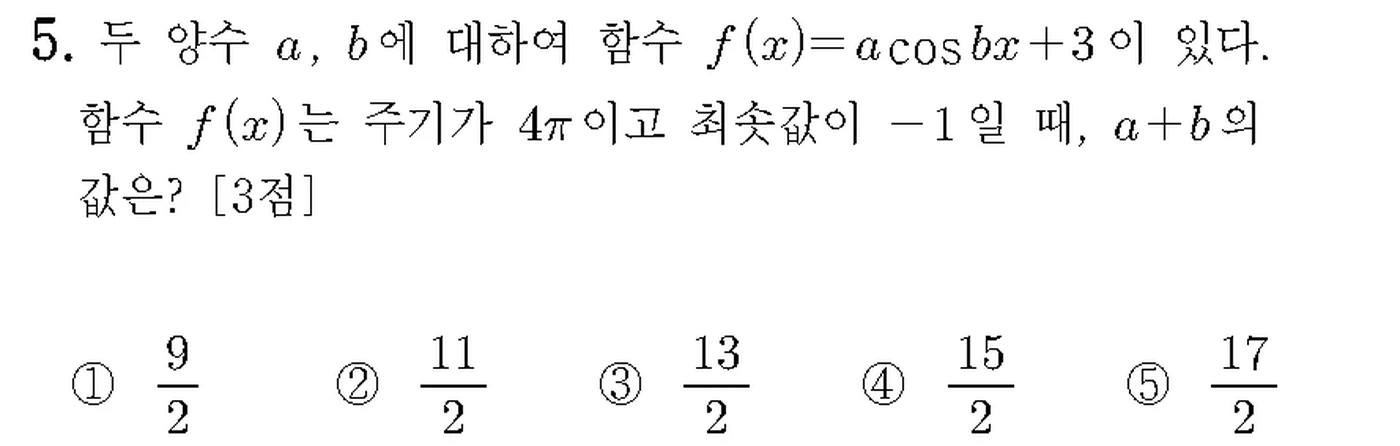 5. 두 양수 a, b에 대하여 함수 f(x)=acosbx+3이 있다.
함수 f(x)는 주기가 4π이고 최솟값이 −1일 때, a+b의
값은? [3점]
① 9/2 ② 11/2 ③ 13/2 ④ 15/2 ⑤ 17/2